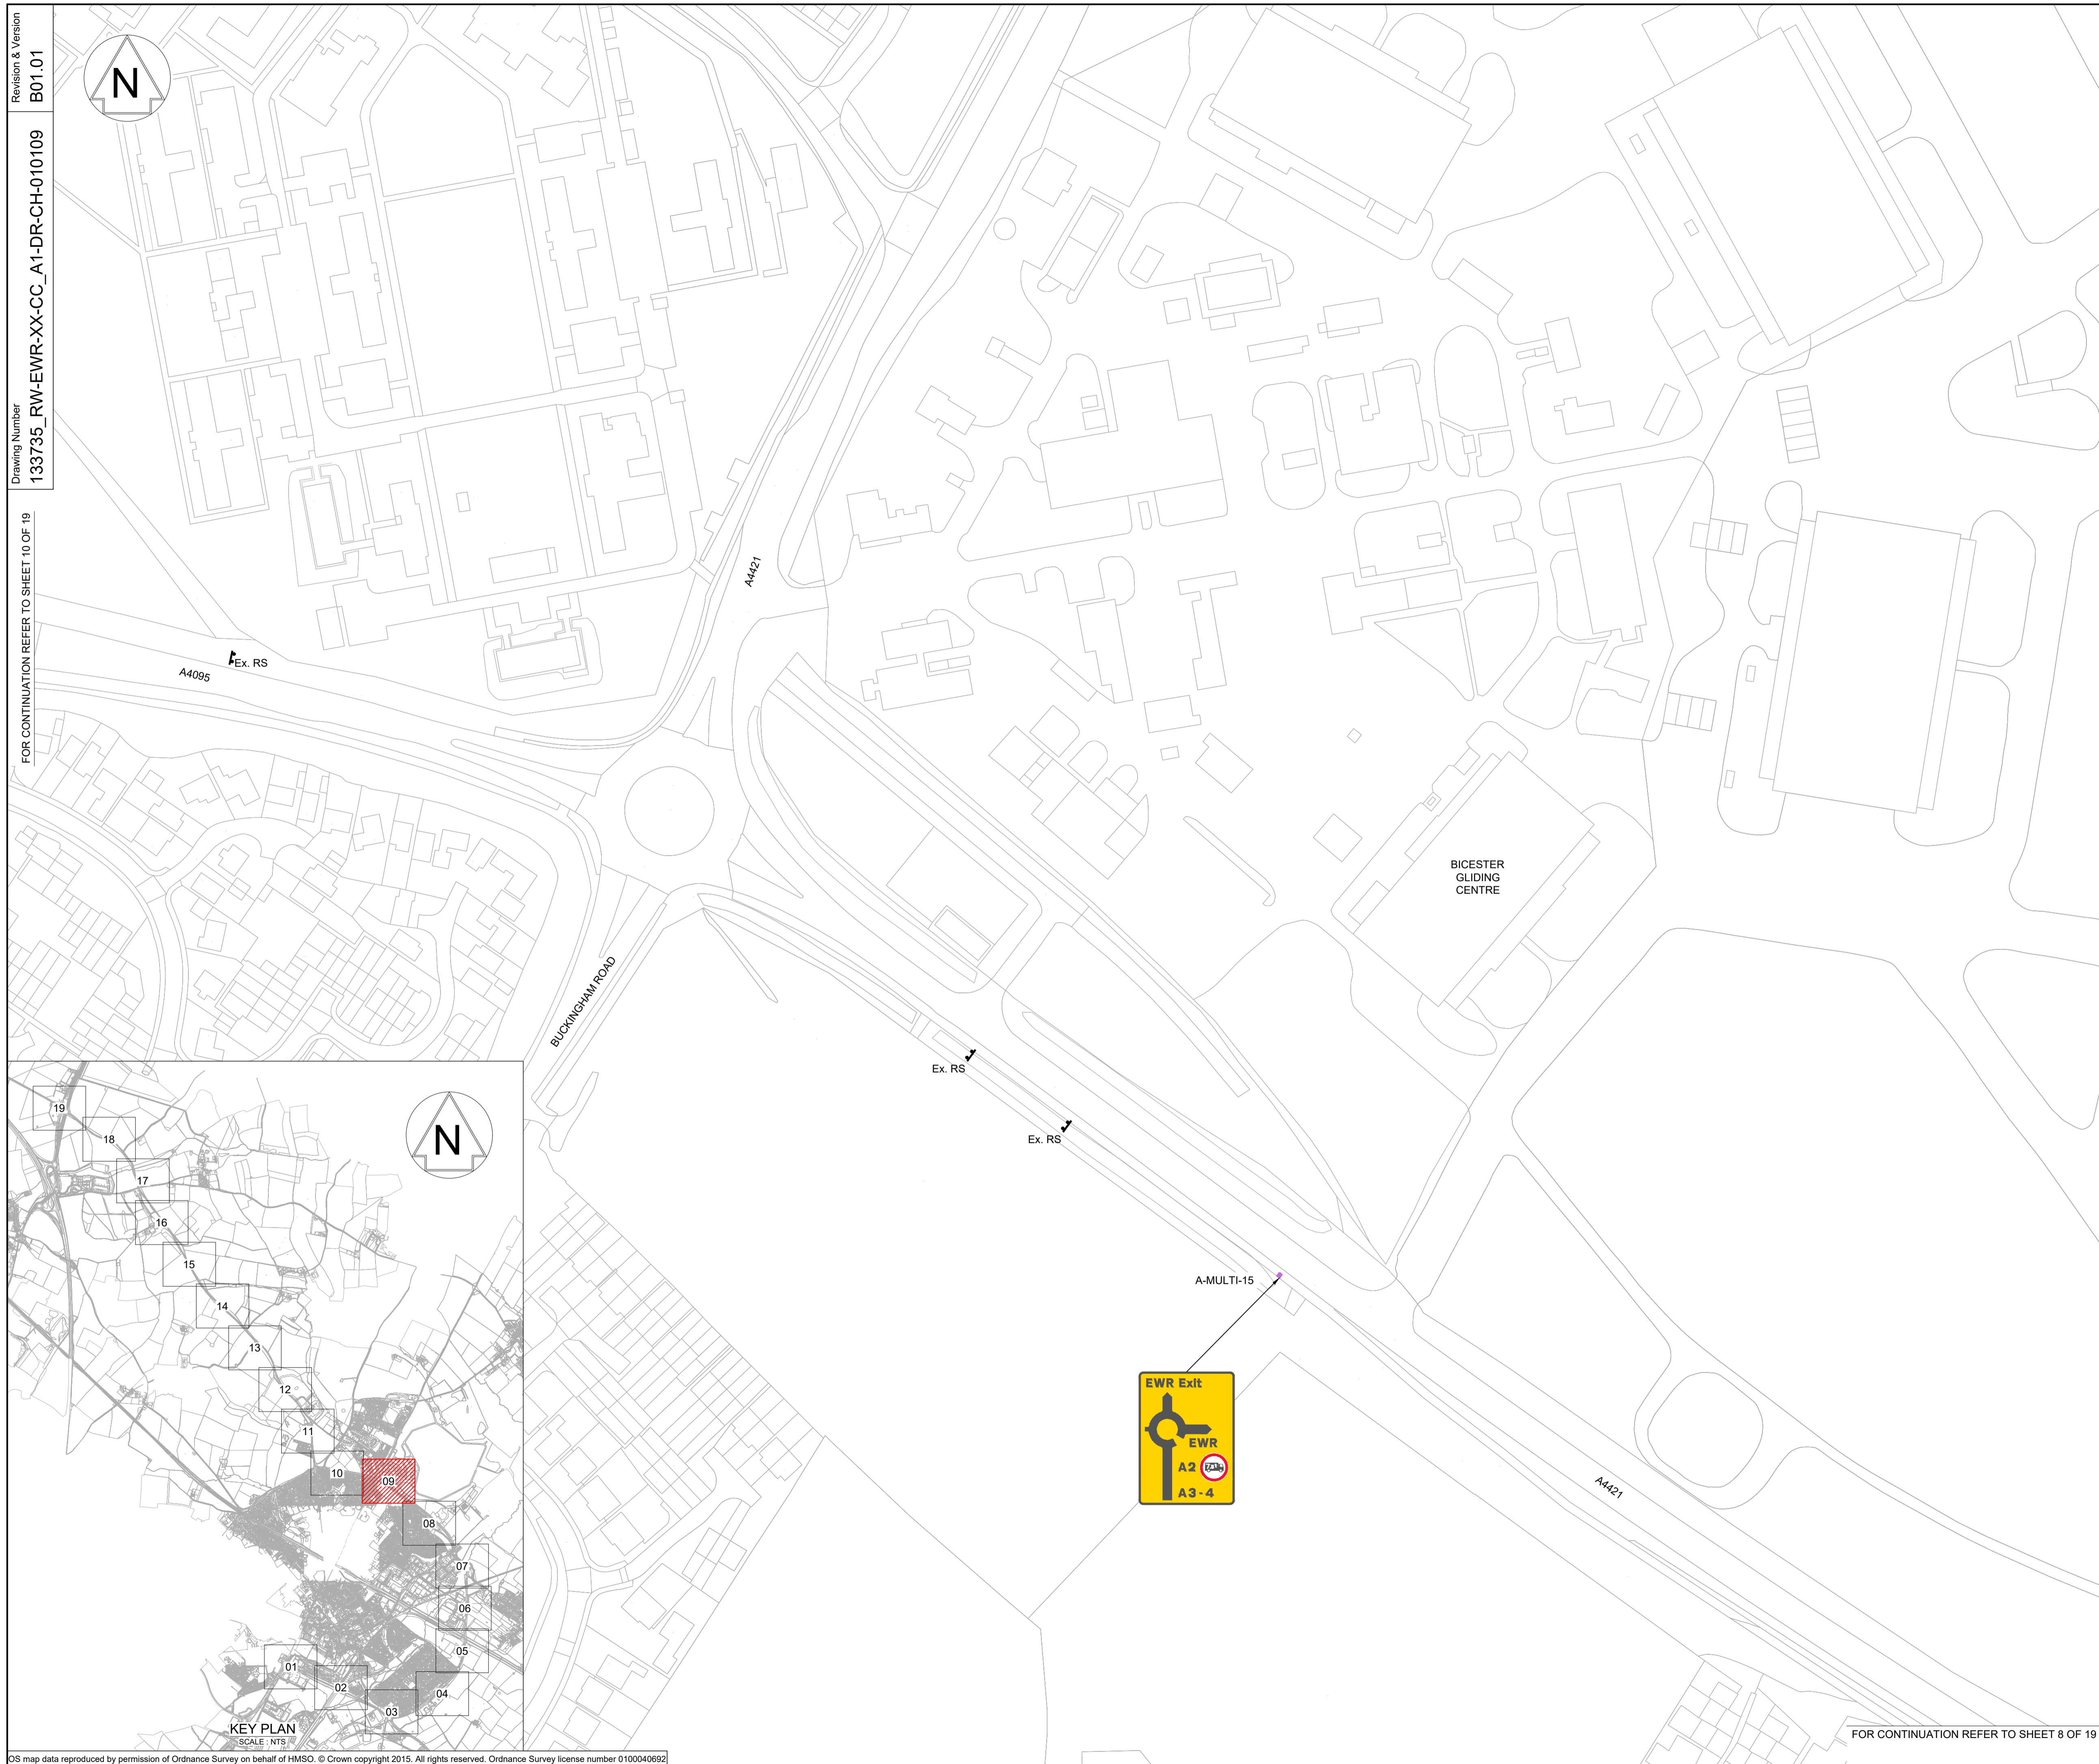 Revision & Version
B01.01
Drawing Number
133735_RW-EWR-XX-CC_A1-DR-CH-010109
N
FOR CONTINUATION REFER TO SHEET 10 OF 19
A4421
Ex. RS
A4095
BUCKINGHAM ROAD
BICESTER
GLIDING
CENTRE
Ex. RS
Ex. RS
A-MULTI-15
EWR Exit
EWR
A2
A3-4
A4421
N
19
18
17
16
15
14
13
12
11
10
09
08
07
06
05
04
03
02
01
KEY PLAN
SCALE : NTS
FOR CONTINUATION REFER TO SHEET 8 OF 19
OS map data reproduced by permission of Ordnance Survey on behalf of HMSO. © Crown copyright 2015. All rights reserved. Ordnance Survey license number 0100040692